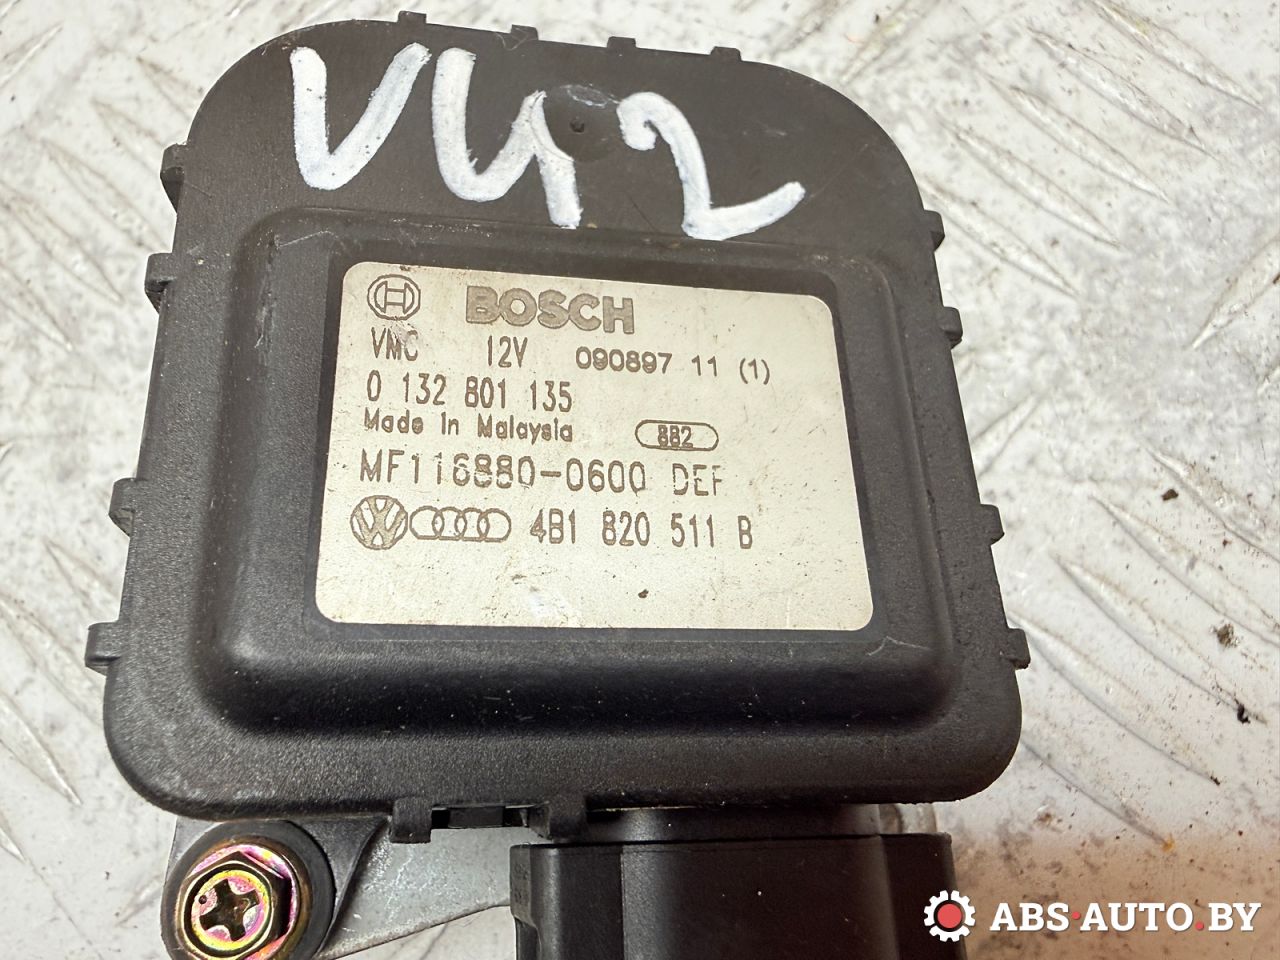 V42
BOSCH
VMC 12V 090897 11 (1)
0 132 801 135
Made in Malaysia 882
MF116880-0600 DEF
4B1 820 511 B
ABS-AUTO.BY